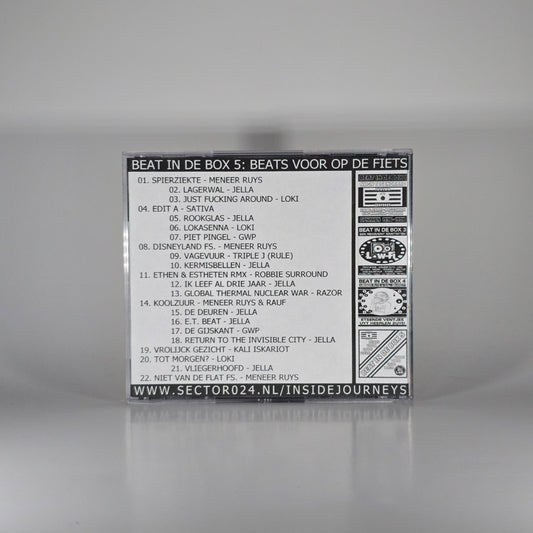 BEAT IN DE BOX 5: BEATS VOOR OP DE FIETS
01. SPIERZIEKTE - MENEER RUYS
02. LAGERWAL - JELLA
03. JUST FUCKING AROUND - LOKI
04. EDIT A - SATIVA
05. ROOKGLAS - JELLA
06. LOKASENNA - LOKI
07. PIET PINGEL - GWP
08. DISNEYLAND FS. - MENEER RUYS
09. VAGEVUUR - TRIPLE J (RULE)
10. KERMISBELLEN - JELLA
11. ETHEN & ESTHETEN RMX - ROBBIE SURROUND
12. IK LEEF AL DRIE JAAR - JELLA
13. GLOBAL THERMAL NUCLEAR WAR - RAZOR
14. KOOLZUUR - MENEER RUYS & RAUF
15. DE DEUREN - JELLA
16. E.T. BEAT - JELLA
17. DE GIJSKANT - GWP
18. RETURN TO THE INVISIBLE CITY - JELLA
19. VROLIJCK GEZICHT - KALI ISKARIOT
20. TOT MORGEN? - LOKI
21. VLIEGERHOOFD - JELLA
22. NIET VAN DE FLAT FS. - MENEER RUYS
WWW.SECTOR024.NL/INSIDEJOURNEYS
BEAT IN DE BOX 3
BEAT IN DE BOX 4